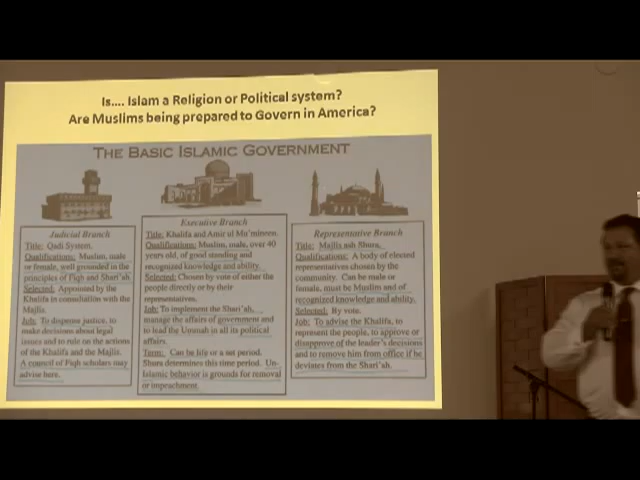 Is.... Islam a Religion or Political system?
Are Muslims being prepared to Govern in America?
THE BASIC ISLAMIC GOVERNMENT
Judicial Branch
Title: Qadi System.
Qualifications: Muslim, male
or female, well grounded in the
principles of Fiqh and Shari'ah.
Selected: Appointed by the
Khalifa in consultation with the
Majlis.
Job: To dispense justice, to
make decisions about legal
issues and to rule on the actions
of the Khalifa and the Majlis.
A council of Fiqh scholars may
advise here.
Executive Branch
Title: Khalifa and Amir ul Mu'mineen.
Qualifications: Muslim, male, over 40
years old, of good standing and
recognized knowledge and ability.
Selected: Chosen by vote of either the
people directly or by their
representatives.
Job: To implement the Shari'ah,
manage the affairs of government and
to lead the Ummah in all its political
affairs.
Term: Can be life or a set period.
Shura determines this time period. Un-
Islamic behavior is grounds for removal
or impeachment.
Representative Branch
Title: Majlis ash Shura.
Qualifications: A body of elected
representatives chosen by the
community. Can be male or
female, must be Muslim and of
recognized knowledge and ability.
Selected: By vote.
Job: To advise the Khalifa, to
represent the people, to approve or
disapprove of the leader's decisions
and to remove him from office if he
deviates from the Shari'ah.